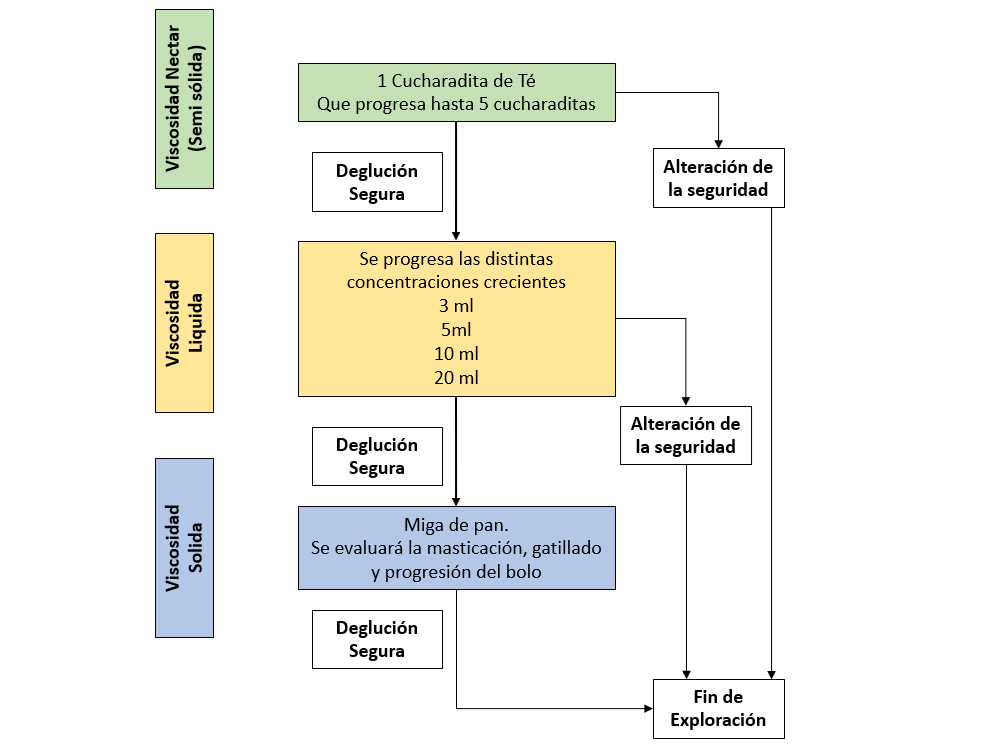 Viscosidad Nectar
(Semi sólida)
1 Cucharadita de Té
Que progresa hasta 5 cucharaditas
Deglución
Segura
Alteración de
la seguridad
Viscosidad
Liquida
Se progresa las distintas
concentraciones crecientes
3 ml
5ml
10 ml
20 ml
Alteración de
la seguridad
Deglución
Segura
Viscosidad
Solida
Miga de pan.
Se evaluará la masticación, gatillado
y progresión del bolo
Deglución
Segura
Fin de
Exploración